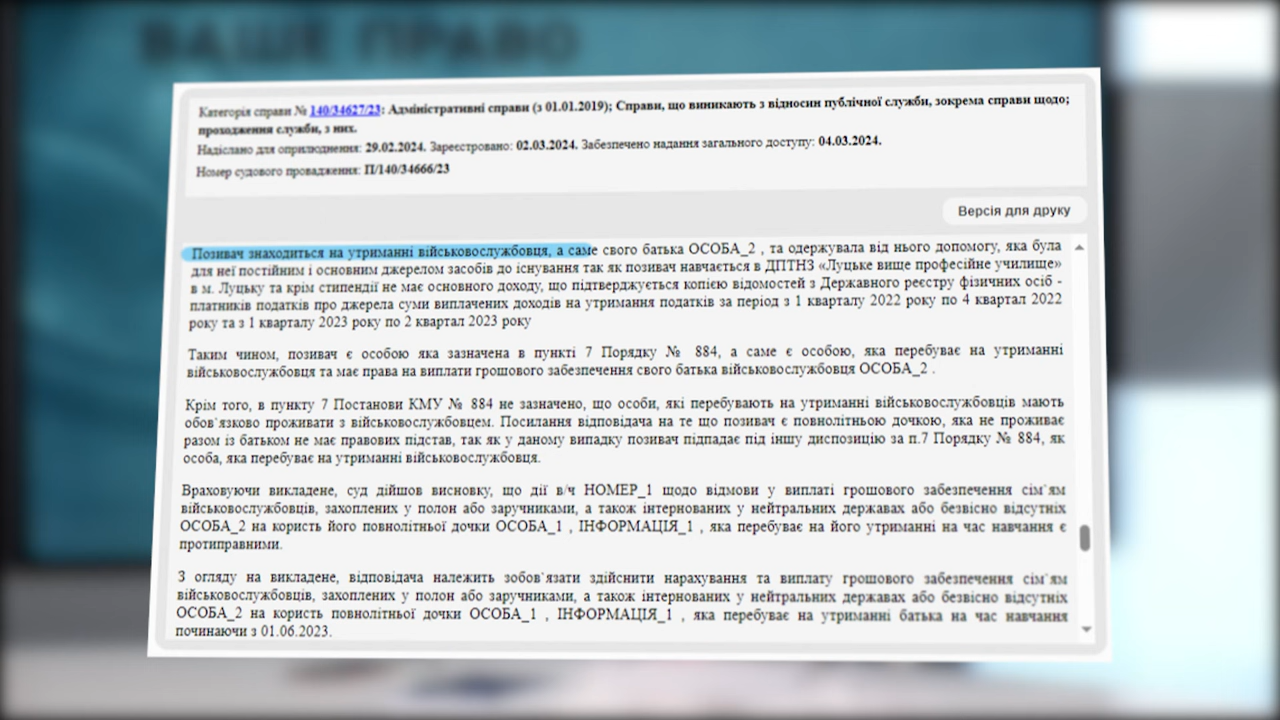 ВАШЕ ПРАВО
Категорія справи № 140/34627/23: Адміністративні справи (з 01.01.2019); Справи, що виникають з відносин публічної служби, зокрема справи щодо;
проходження служби, з них.
Надіслано для оприлюднення: 29.02.2024. Зареєстровано: 02.03.2024. Забезпечено надання загального доступу: 04.03.2024.
Номер судового провадження: П/140/34666/23
Версія для друку
Позивач знаходиться на утриманні військовослужбовця, а саме свого батька ОСОБА_2 , та одержувала від нього допомогу, яка була
для неї постійним і основним джерелом засобів до існування так як позивач навчається в ДПТНЗ «Луцьке вище професійне училище»
в м. Луцьку та крім стипендії не має основного доходу, що підтверджується копією відомостей з Державного реєстру фізичних осіб -
платників податків про джерела суми виплачених доходів на утримання податків за період з 1 кварталу 2022 року по 4 квартал 2022
року та з 1 кварталу 2023 року по 2 квартал 2023 року
Таким чином, позивач є особою яка зазначена в пункті 7 Порядку № 884, а саме є особою, яка перебуває на утриманні
військовослужбовця та має права на виплати грошового забезпечення свого батька військовослужбовця ОСОБА_2 .
Крім того, в пункту 7 Постанови КМУ № 884 не зазначено, що особи, які перебувають на утриманні військовослужбовців мають
обов`язково проживати з військовослужбовцем. Посилання відповідача на те що позивач є повнолітньою дочкою, яка не проживає
разом із батьком не має правових підстав, так як у даному випадку позивач підпадає під іншу диспозицію за п.7 Порядку № 884, як
особа, яка перебуває на утриманні військовослужбовця.
Враховуючи викладене, суд дійшов висновку, що дії в/ч НОМЕР_1 щодо відмови у виплаті грошового забезпечення сім`ям
військовослужбовців, захоплених у полон або заручниками, а також інтернованих у нейтральних державах або безвісно відсутніх
ОСОБА_2 на користь його повнолітньої дочки ОСОБА_1 , ІНФОРМАЦІЯ_1 , яка перебуває на його утриманні на час навчання є
протиправними.
З огляду на викладене, відповідача належить зобов`язати здійснити нарахування та виплату грошового забезпечення сім`ям
військовослужбовців, захоплених у полон або заручниками, а також інтернованих у нейтральних державах або безвісно відсутніх
ОСОБА_2 на користь повнолітньої дочки ОСОБА_1 , ІНФОРМАЦІЯ_1 , яка перебуває на утриманні батька на час навчання
починаючи з 01.06.2023.